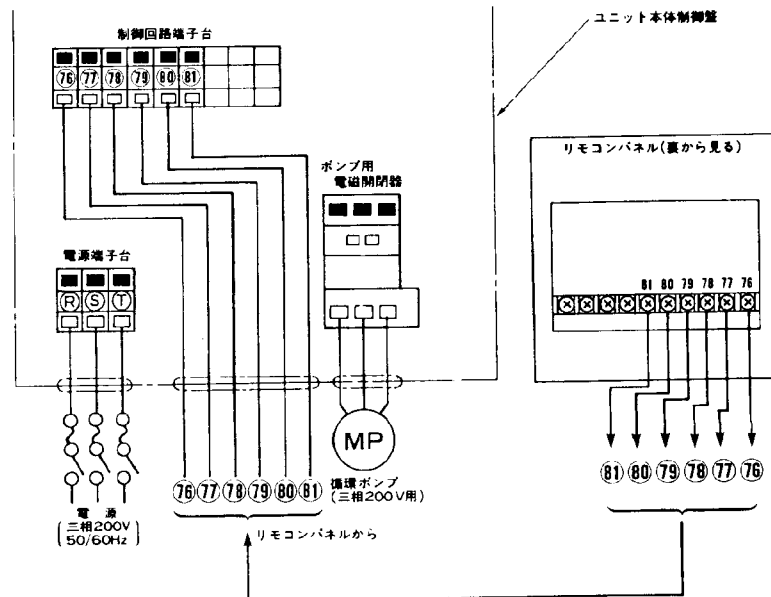 制御回路端子台
76 77 78 79 80 81
ユニット本体制御盤
ポンプ用
電磁開閉器
電源端子台
R S T
リモコンパネル(裏から見る)
81 80 79 78 77 76
MP
循環ポンプ
(三相200V用)
76 77 78 79 80 81
リモコンパネルから
電源
三相200V
50/60Hz
81 80 79 78 77 76